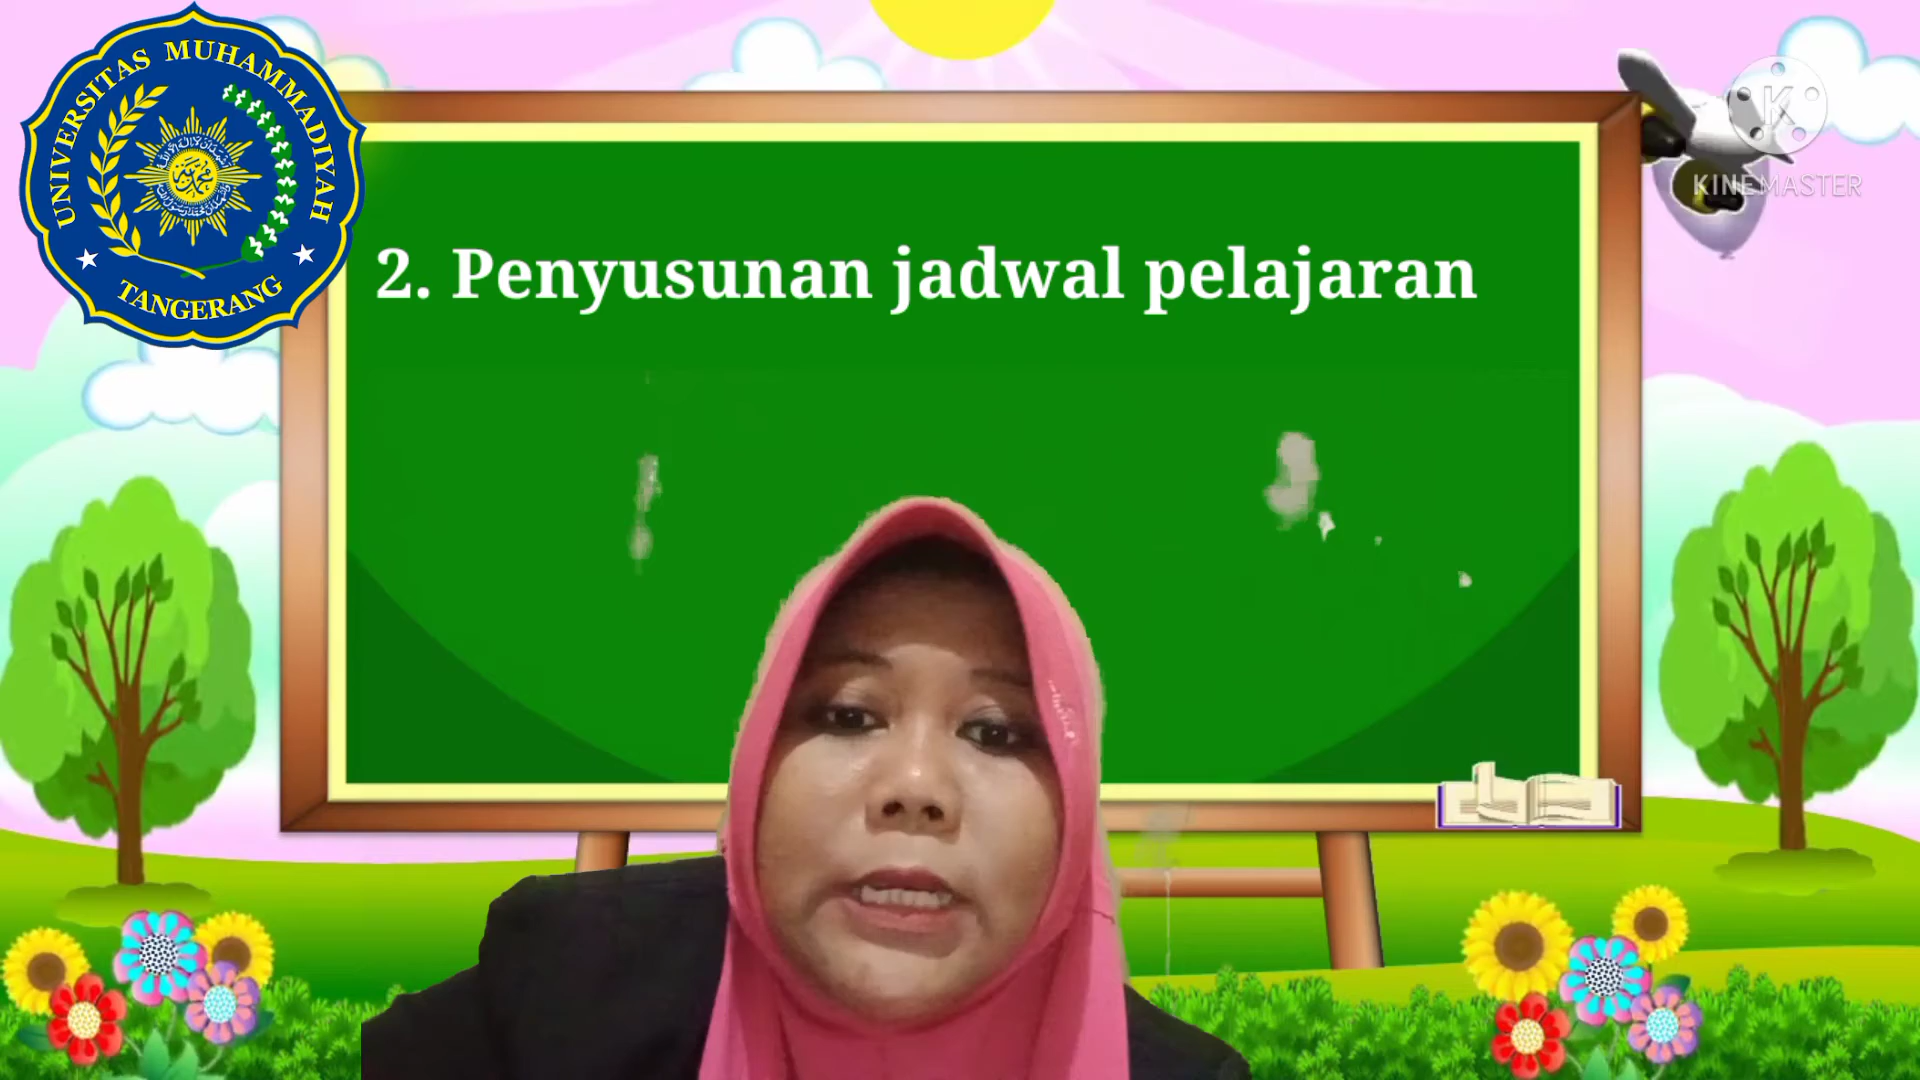 UNIVERSITAS MUHAMMADIYAH
TANGERANG
2. Penyusunan jadwal pelajaran
K
KINEMASTER